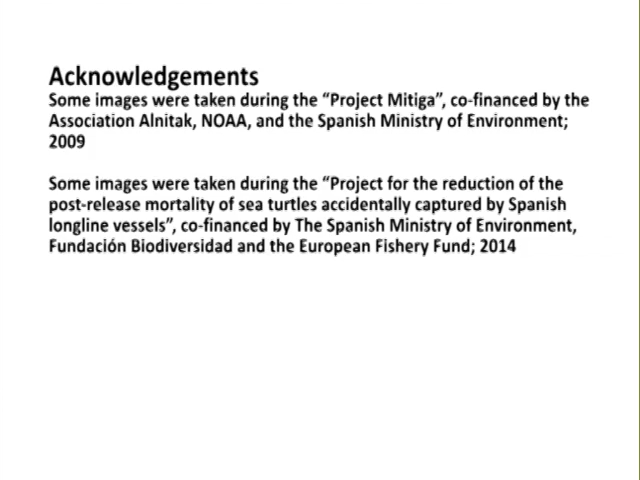 Acknowledgements
Some images were taken during the “Project Mitiga”, co-financed by the
Association Alnitak, NOAA, and the Spanish Ministry of Environment;
2009
Some images were taken during the “Project for the reduction of the
post-release mortality of sea turtles accidentally captured by Spanish
longline vessels”, co-financed by The Spanish Ministry of Environment,
Fundación Biodiversidad and the European Fishery Fund; 2014